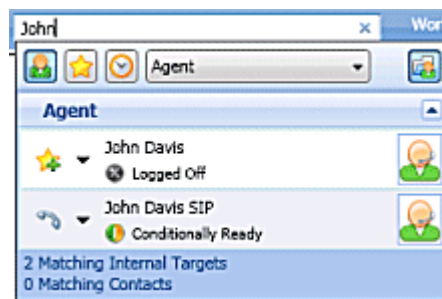 John
Wor
Agent
Agent
John Davis
Logged Off
John Davis SIP
Conditionally Ready
2 Matching Internal Targets
0 Matching Contacts